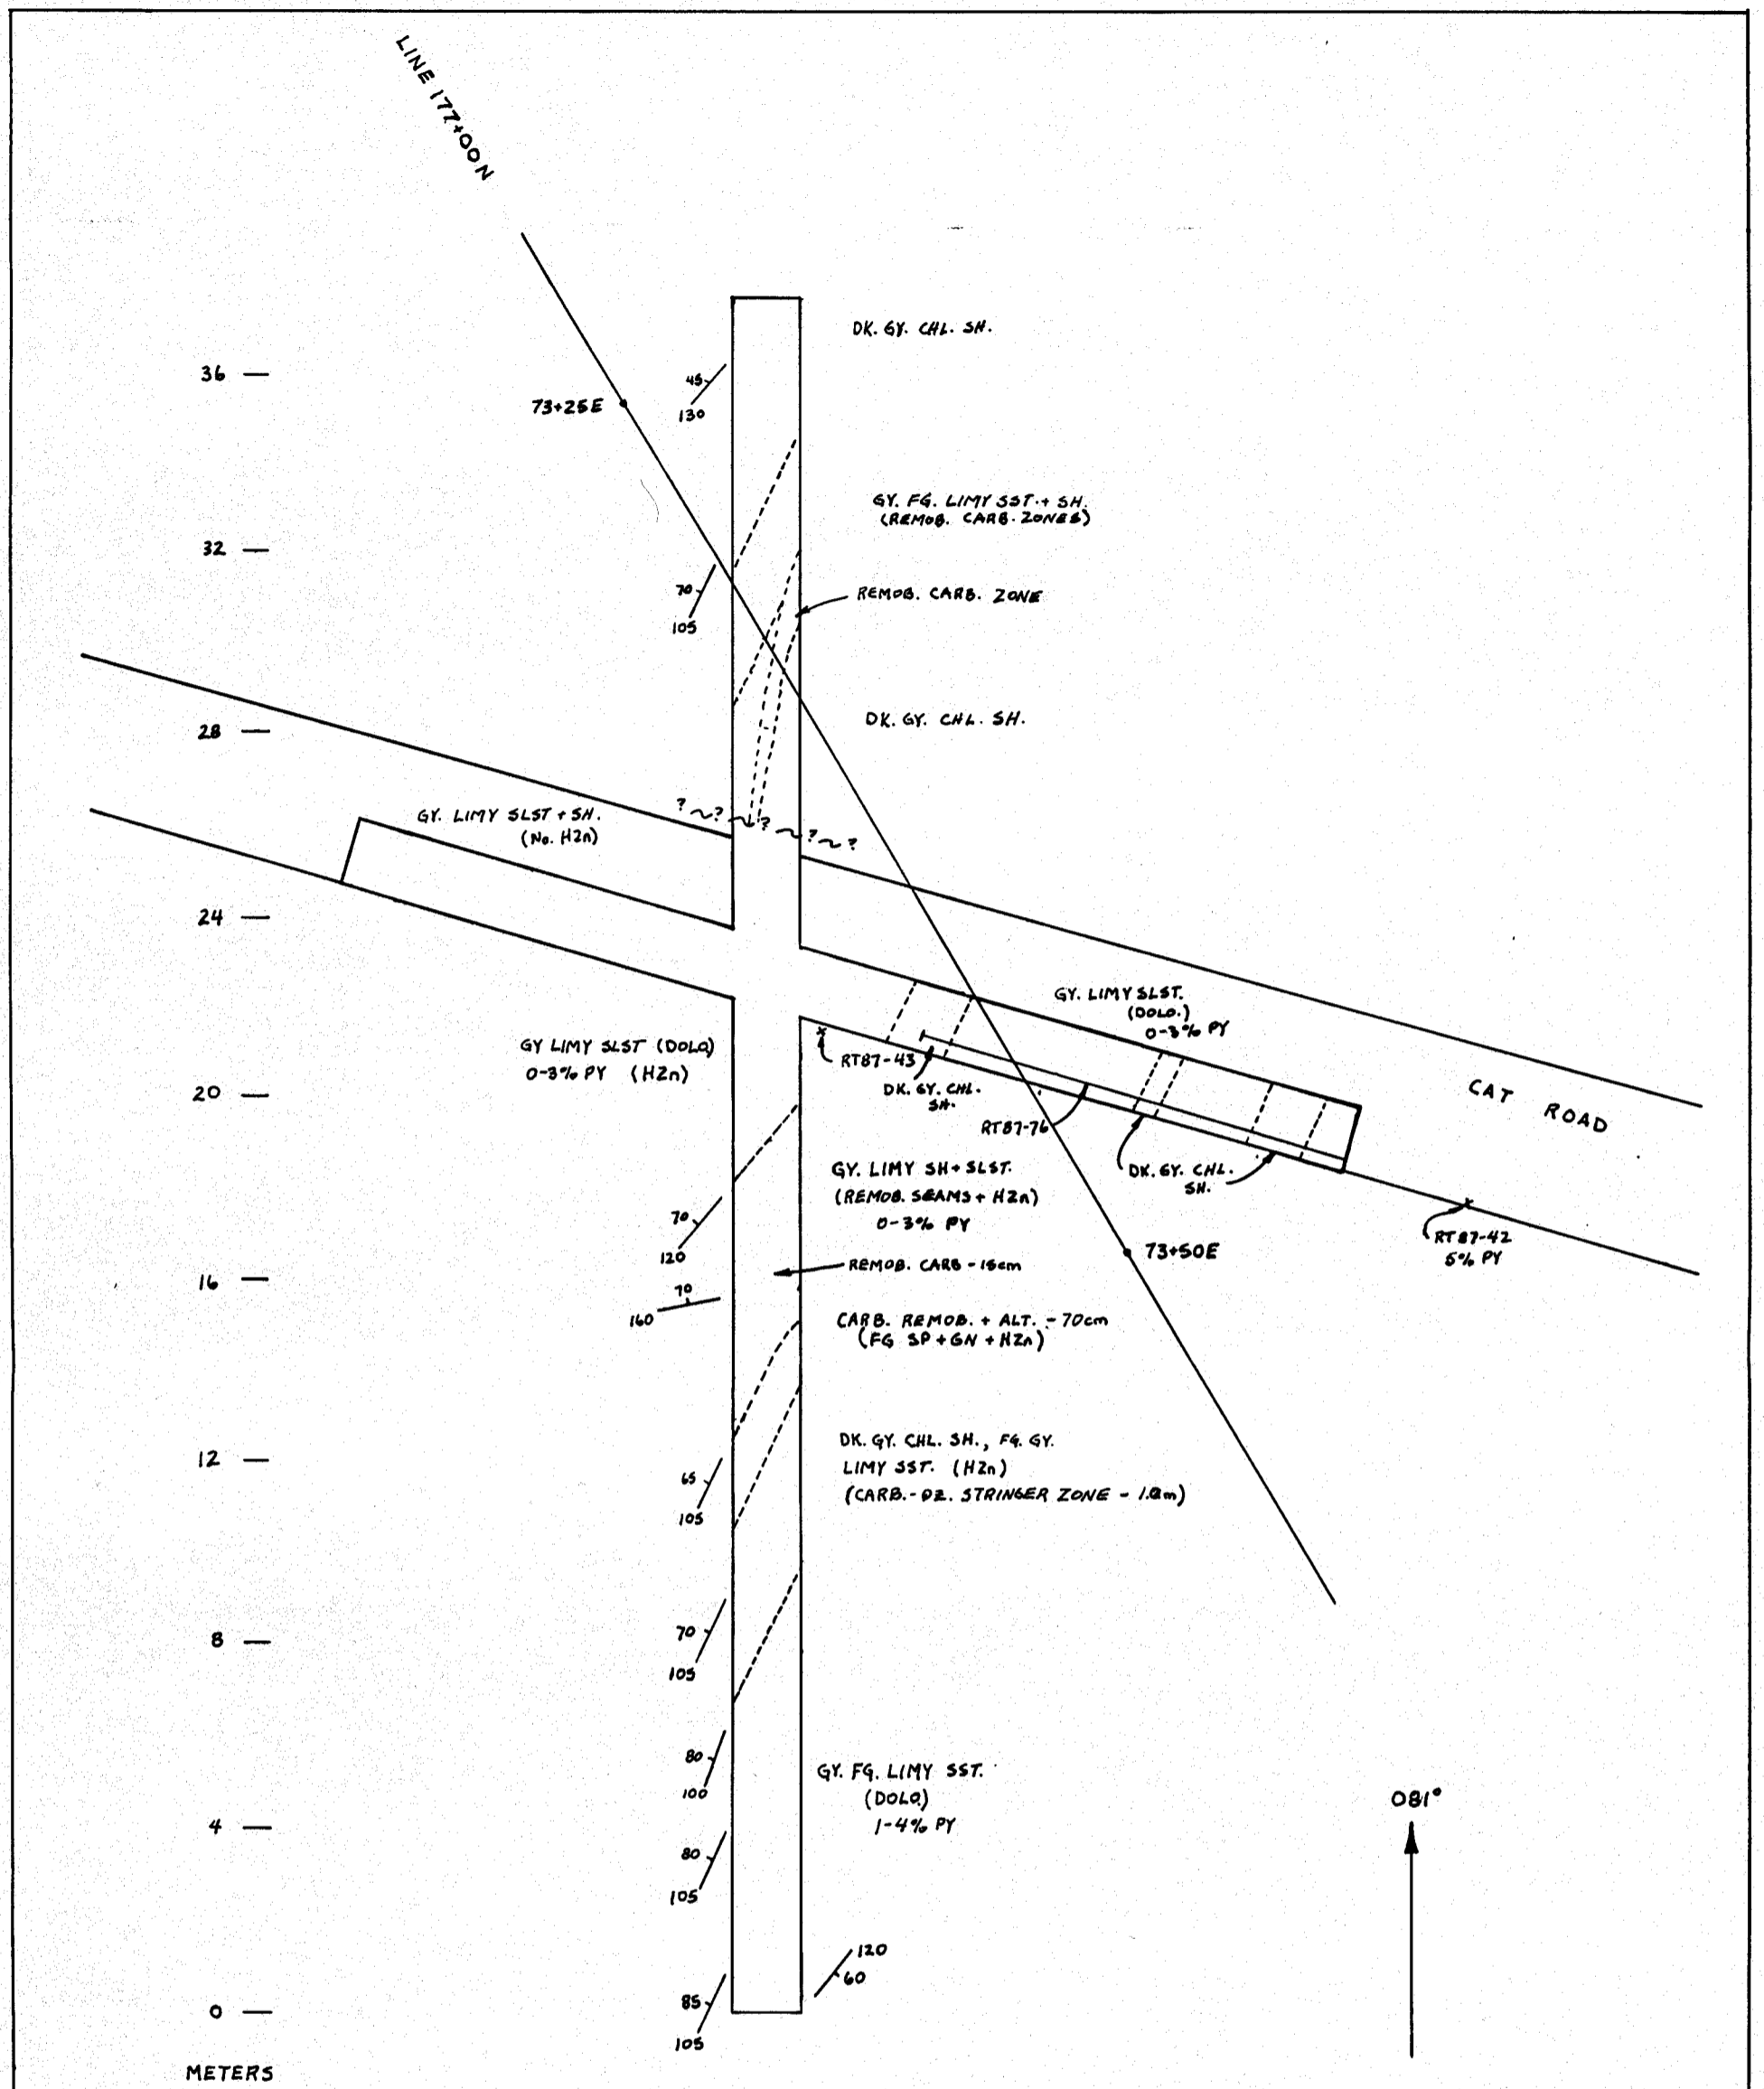 LINE 177+00N
DK. GY. CHL. SH.
36
45
130
73+25E
GY. FG. LIMY SST. + SH.
(REMOB. CARB. ZONES)
32
70
105
REMOB. CARB. ZONE
28
DK. GY. CHL. SH.
GY. LIMY SLST + SH.
(No. HZn)
? ~ ? ~ ? ~ ? ~ ?
24
GY. LIMY SLST.
(DOLO.)
0-3% PY
GY LIMY SLST (DOLO)
0-3% PY (HZn)
RT87-43
DK. GY. CHL.
SH.
20
CAT ROAD
RT87-76
GY. LIMY SH + SLST.
(REMOB. SEAMS + HZn)
0-3% PY
DK. GY. CHL.
SH.
70
120
RT87-42
5% PY
73+50E
REMOB. CARB - 15cm
16
70
160
CARB. REMOB. + ALT. - 70cm
(FG SP + GN + HZn)
DK. GY. CHL. SH., FG. GY.
LIMY SST. (HZn)
(CARB.-QZ. STRINGER ZONE - 1.0m)
12
65
105
8
70
105
80
100
GY. FG. LIMY SST.
(DOLO.)
1-4% PY
081°
4
80
105
120
60
0
85
105
METERS